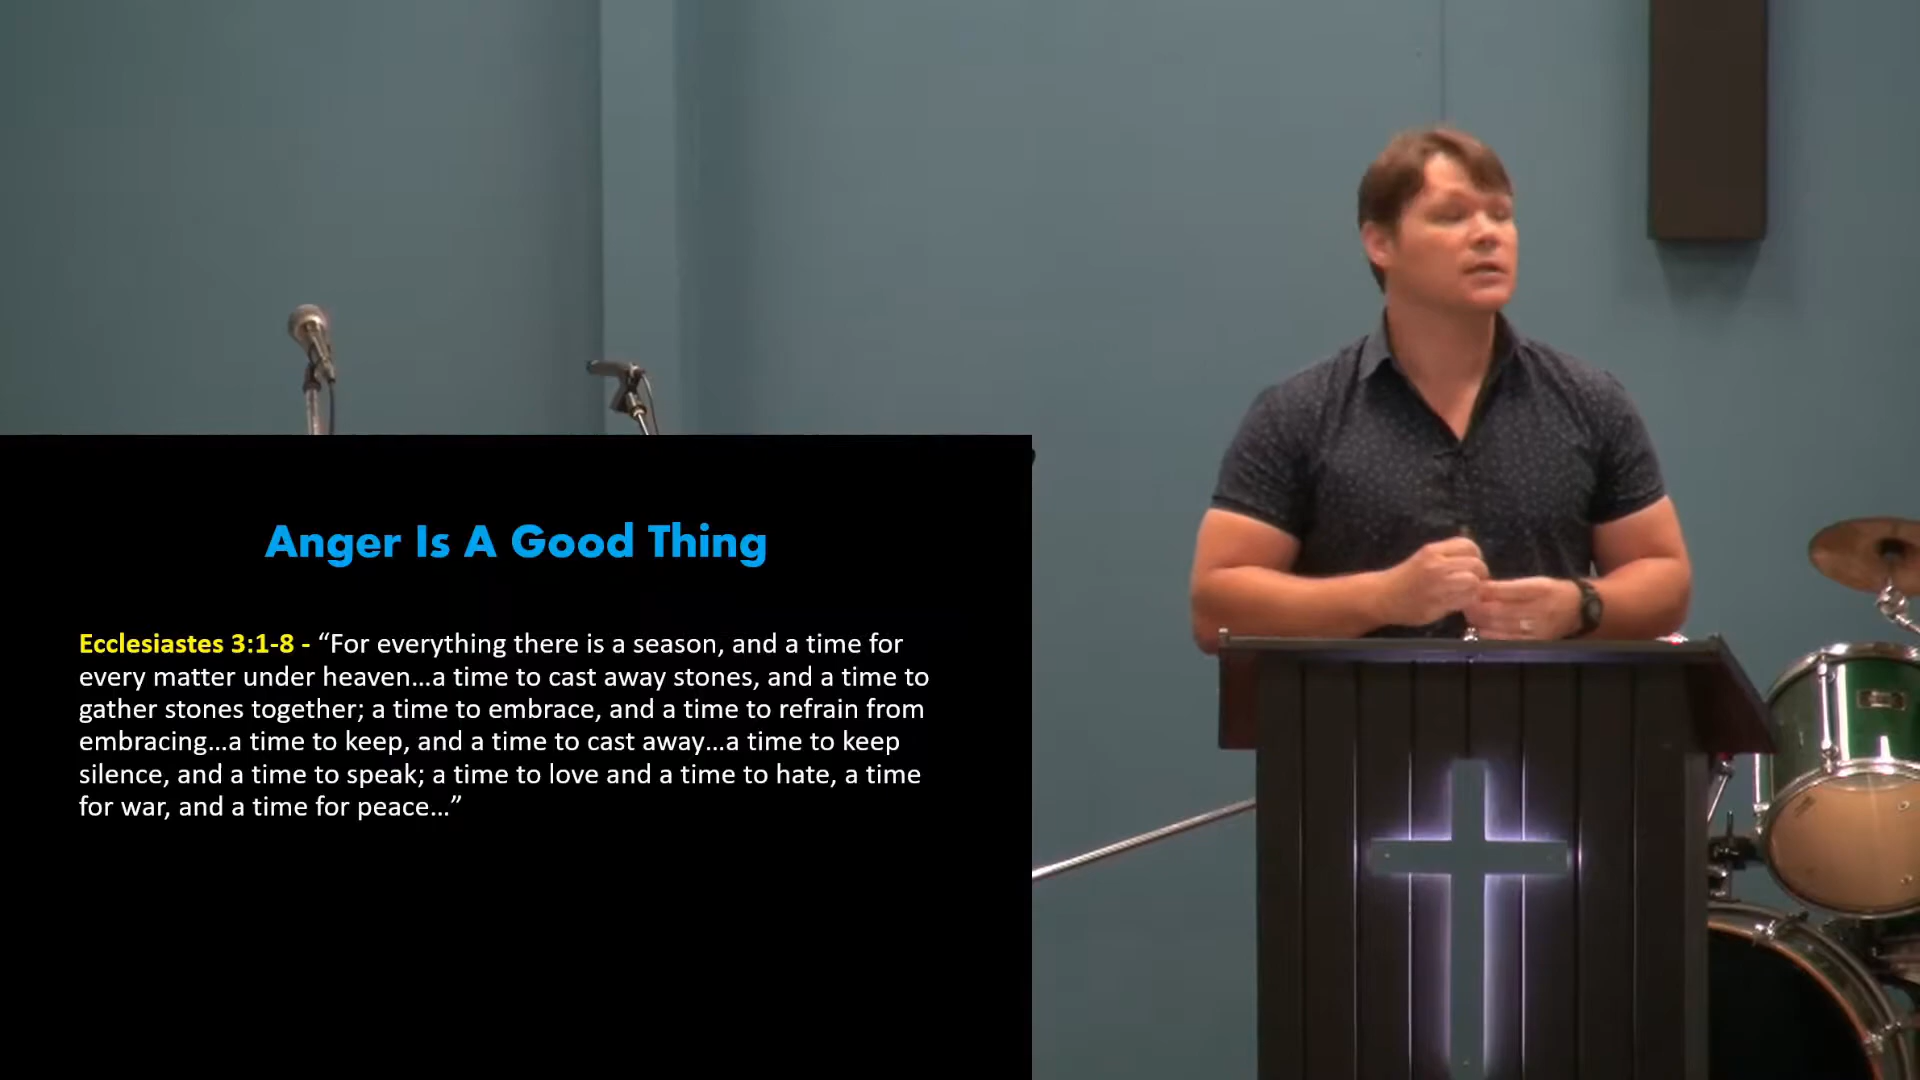 Anger Is A Good Thing
Ecclesiastes 3:1-8 - “For everything there is a season, and a time for
every matter under heaven…a time to cast away stones, and a time to
gather stones together; a time to embrace, and a time to refrain from
embracing…a time to keep, and a time to cast away…a time to keep
silence, and a time to speak; a time to love and a time to hate, a time
for war, and a time for peace…”